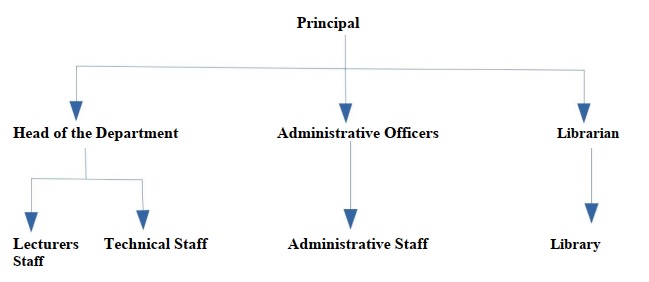 Principal
Head of the Department
Administrative Officers
Librarian
Lecturers
Staff
Technical Staff
Administrative Staff
Library